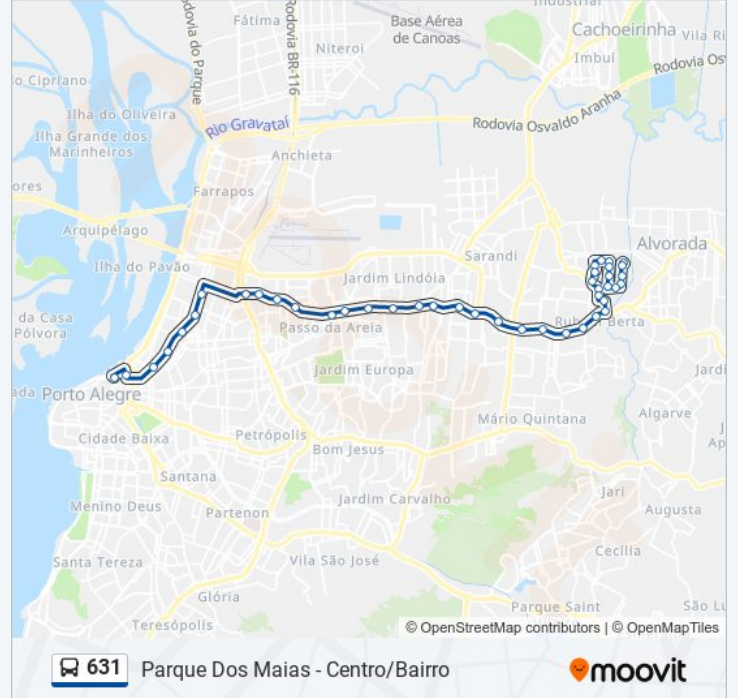 Industrial
Fátima
Base Aérea
de Canoas
Cachoeirinha
Vila Ri
Niteroi
Rodovia do Parque
Rodovia BR-116
Imbuí
Rodovia Os
o Cipriano
Ilha do Oliveira
Rio Gravataí
Rodovia Osvaldo Aranha
Ilha Grande dos
Marinheiros
Anchieta
ores
Farrapos
Arquipélago
Sarandi
Alvorada
Ilha do Pavão
Jardim Lindóia
da Casa
Pólvora
Passo da Areia
Rub Berta
ada
Porto Alegre
Jardim Europa
Jardi
Cidade Baixa
Petrópolis
Mário Quintana
Algarve
J
Ap
Bom Jesus
Santana
Menino Deus
Partenon
Jardim Carvalho
Jari
Augusta
Santa Tereza
Vila São José
Cecília
Glória
Teresópolis
Parque Saint
São Lu
© OpenStreetMap contributors | © OpenMapTiles
631 Parque Dos Maias - Centro/Bairro
moovit